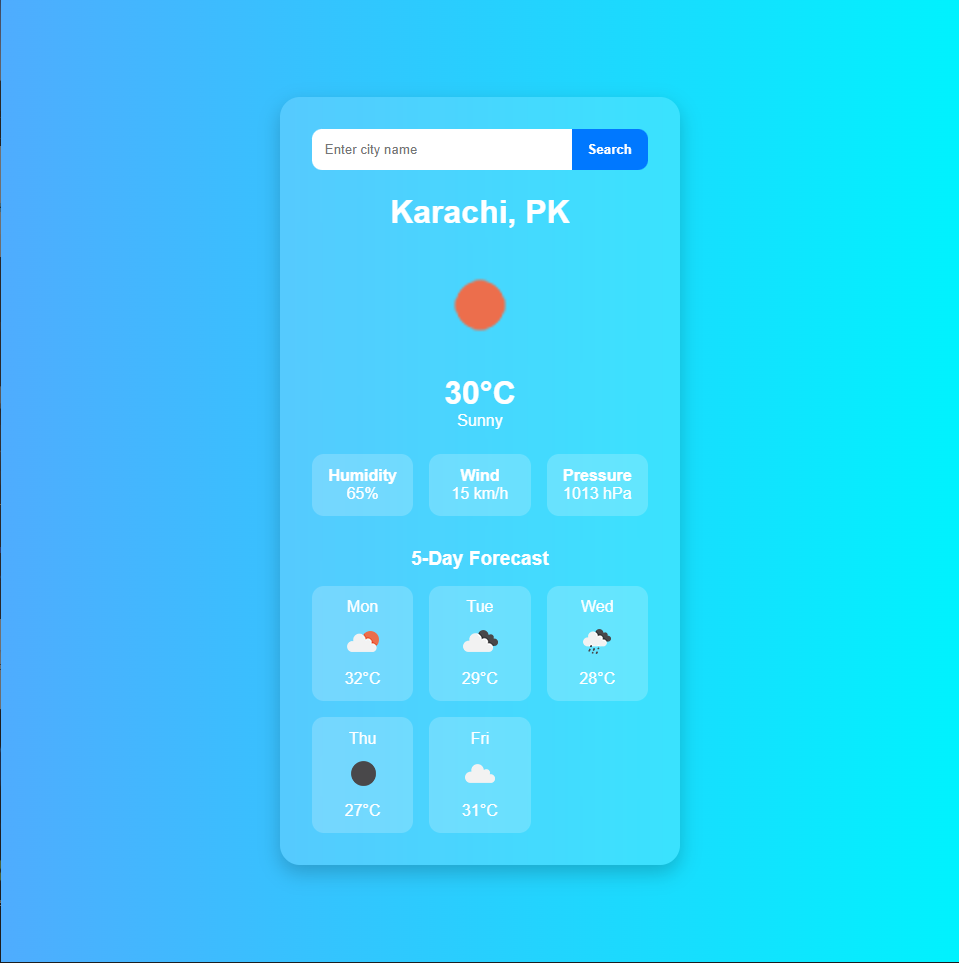 Enter city name Search
Karachi, PK
30°C
Sunny
Humidity Wind Pressure
65% 15 km/h 1013 hPa
5-Day Forecast
Mon Tue Wed
32°C 29°C 28°C
Thu Fri
27°C 31°C